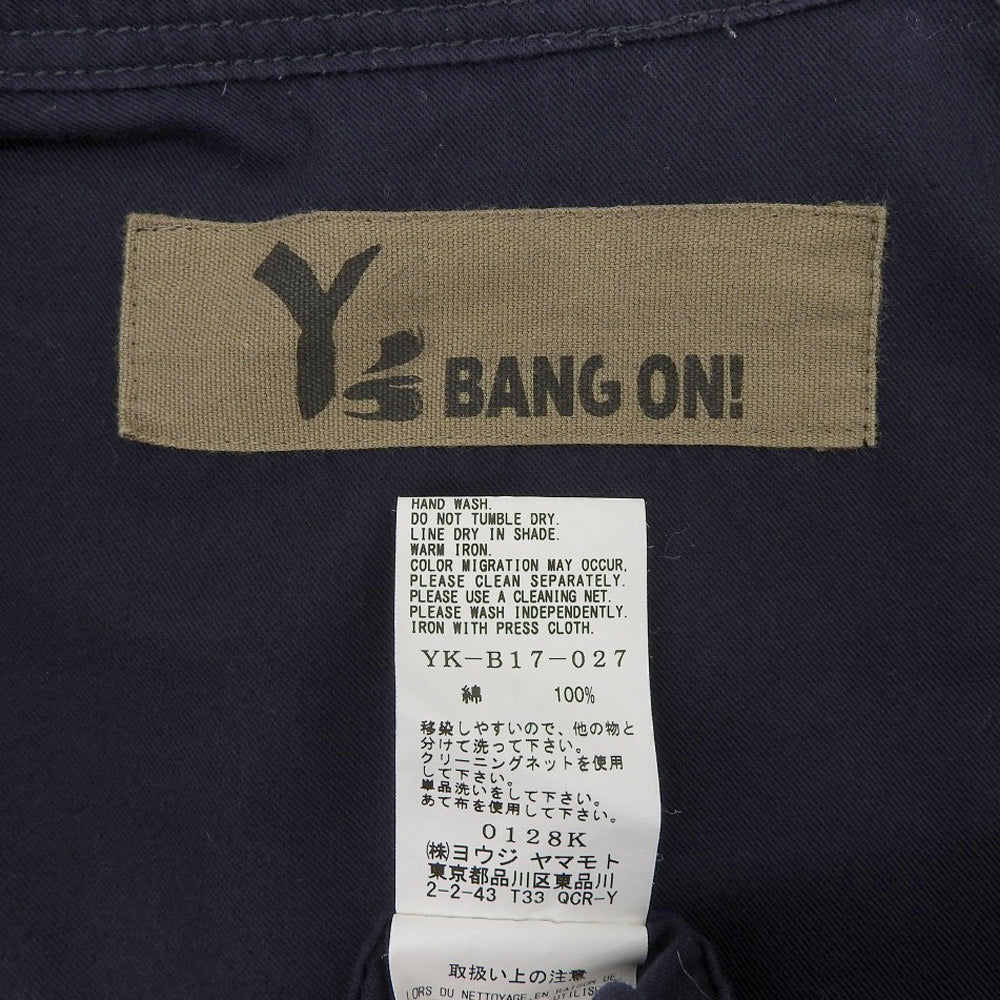 Y's BANG ON!
HAND WASH.
DO NOT TUMBLE DRY.
LINE DRY IN SHADE.
WARM IRON.
COLOR MIGRATION MAY OCCUR,
PLEASE CLEAN SEPARATELY.
PLEASE USE A CLEANING NET.
PLEASE WASH INDEPENDENTLY.
IRON WITH PRESS CLOTH.
YK-B17-027
綿 100%
移染しやすいので、他の物と
分けて洗って下さい。
クリーニングネットを使用
して下さい。
単品洗いをして下さい。
あて布を使用して下さい。
0128K
㈱ヨウジ ヤマモト
東京都品川区東品川
2-2-43 T33 QCR-Y
取扱い上の注意
LORS DU NETTOYAGE, EN RAISON DE